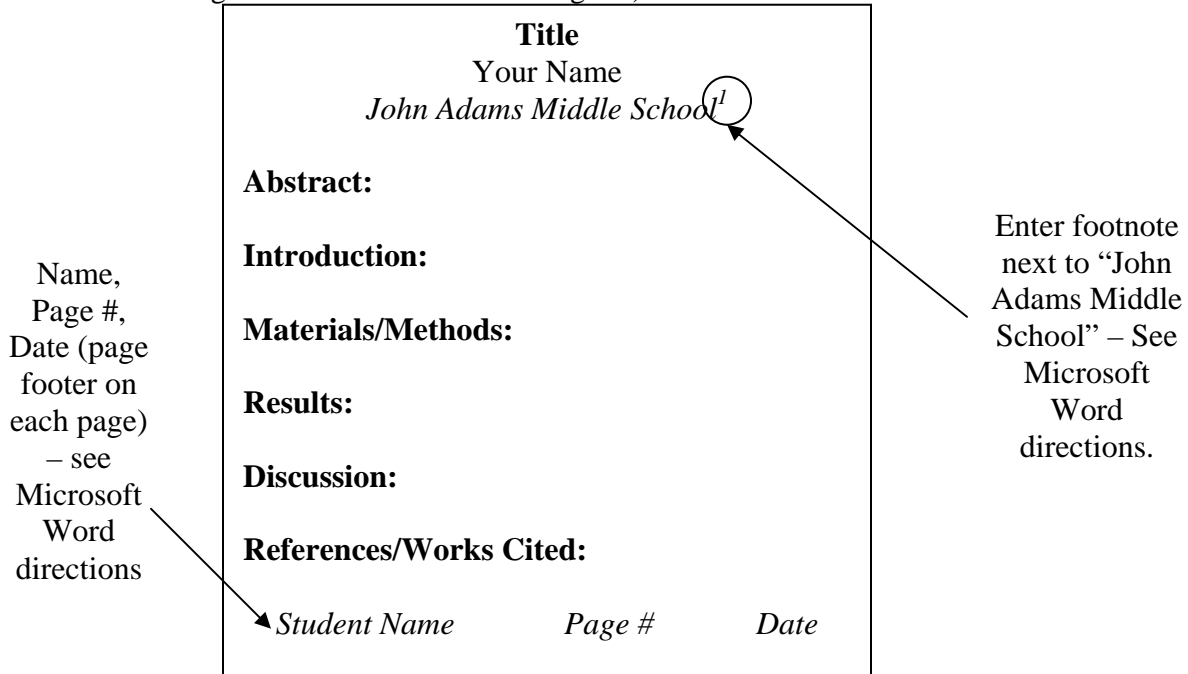 Title
Your Name
John Adams Middle School1
Abstract:
Introduction:
Materials/Methods:
Results:
Discussion:
References/Works Cited:
Student Name Page # Date
Name,
Page #,
Date (page
footer on
each page)
– see
Microsoft
Word
directions
Enter footnote
next to “John
Adams Middle
School” – See
Microsoft
Word
directions.